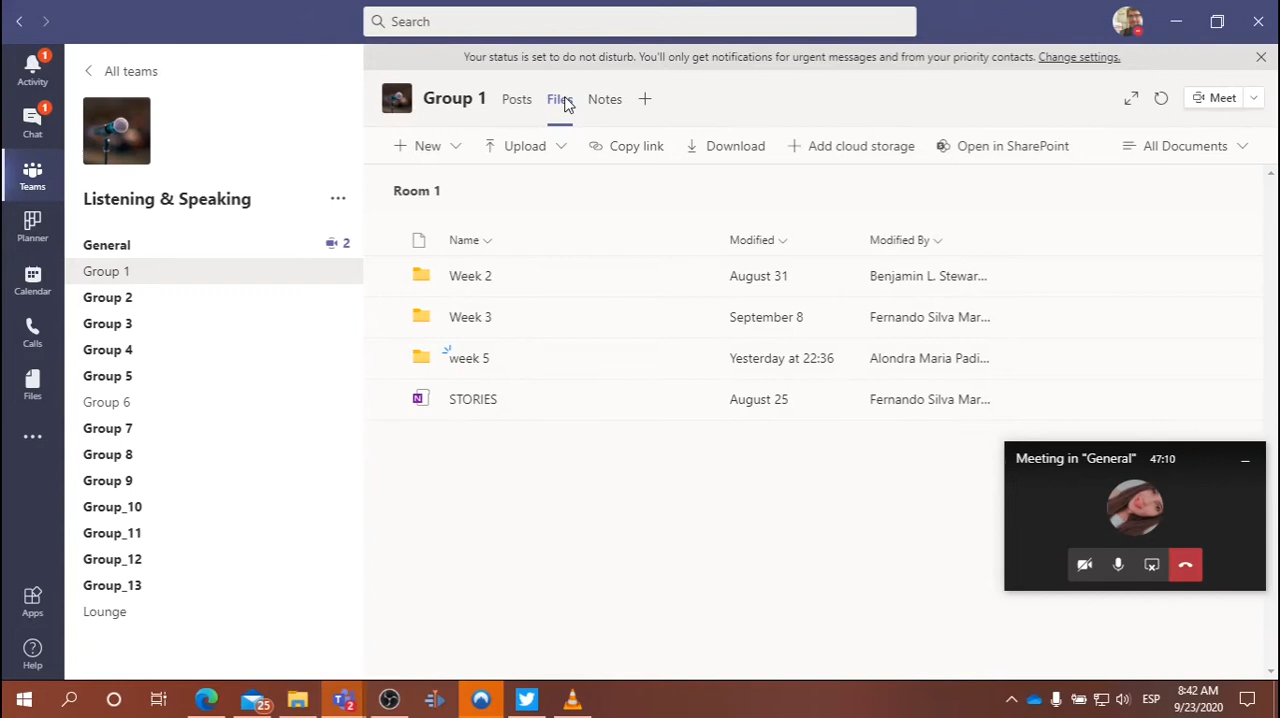 Search
Your status is set to do not disturb. You'll only get notifications for urgent messages and from your priority contacts. Change settings.
Activity
1
Chat
1
Teams
Planner
Calendar
Calls
Files
Apps
Help
All teams
Listening & Speaking
General 2
Group 1
Group 2
Group 3
Group 4
Group 5
Group 6
Group 7
Group 8
Group 9
Group_10
Group_11
Group_12
Group_13
Lounge
Group 1 Posts Files Notes Meet
New Upload Copy link Download Add cloud storage Open in SharePoint All Documents
Room 1
Name Modified Modified By
Week 2 August 31 Benjamin L. Stewar...
Week 3 September 8 Fernando Silva Mar...
week 5 Yesterday at 22:36 Alondra Maria Padi...
STORIES August 25 Fernando Silva Mar...
Meeting in "General" 47:10
25
2
ESP
8:42 AM
9/23/2020